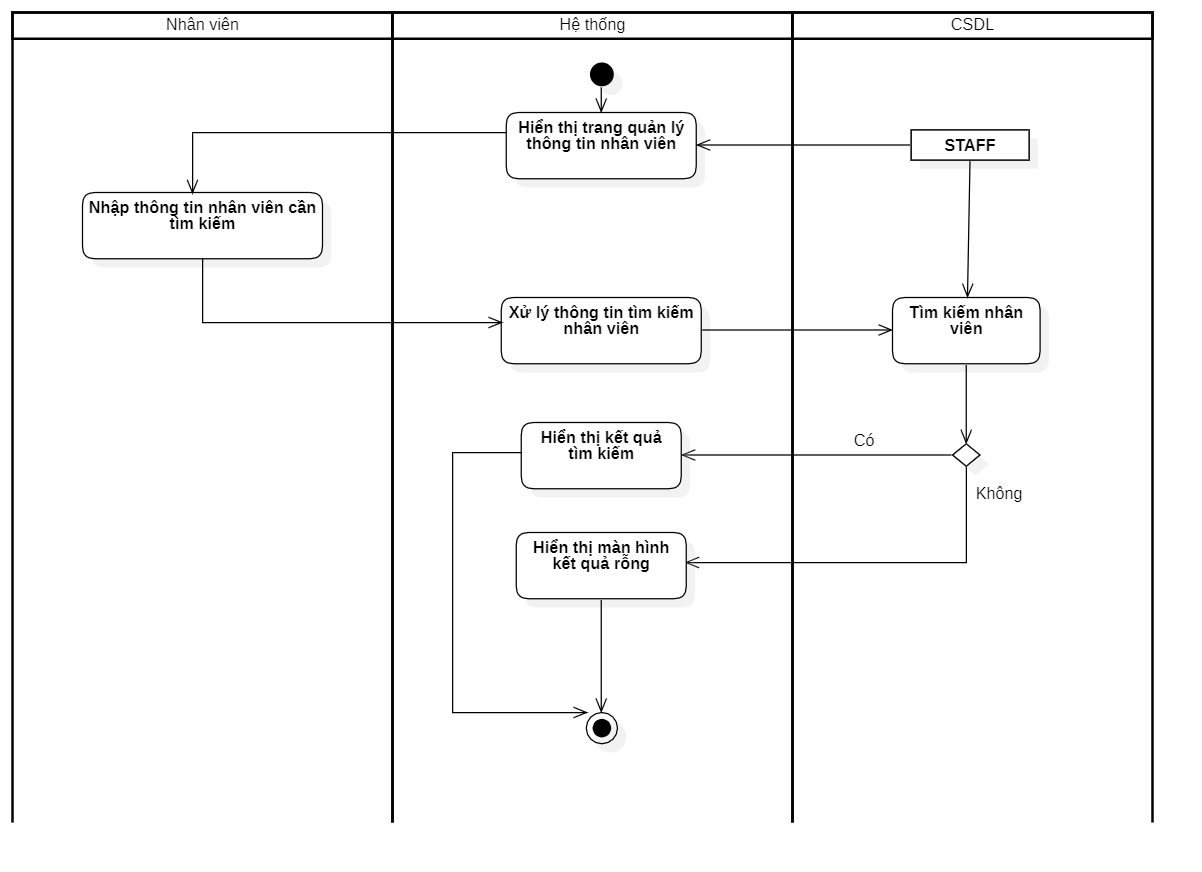 Nhân viên
Hệ thống
CSDL
Hiển thị trang quản lý
thông tin nhân viên
STAFF
Nhập thông tin nhân viên cần
tìm kiếm
Xử lý thông tin tìm kiếm
nhân viên
Tìm kiếm nhân
viên
Hiển thị kết quả
tìm kiếm
Có
Không
Hiển thị màn hình
kết quả rỗng